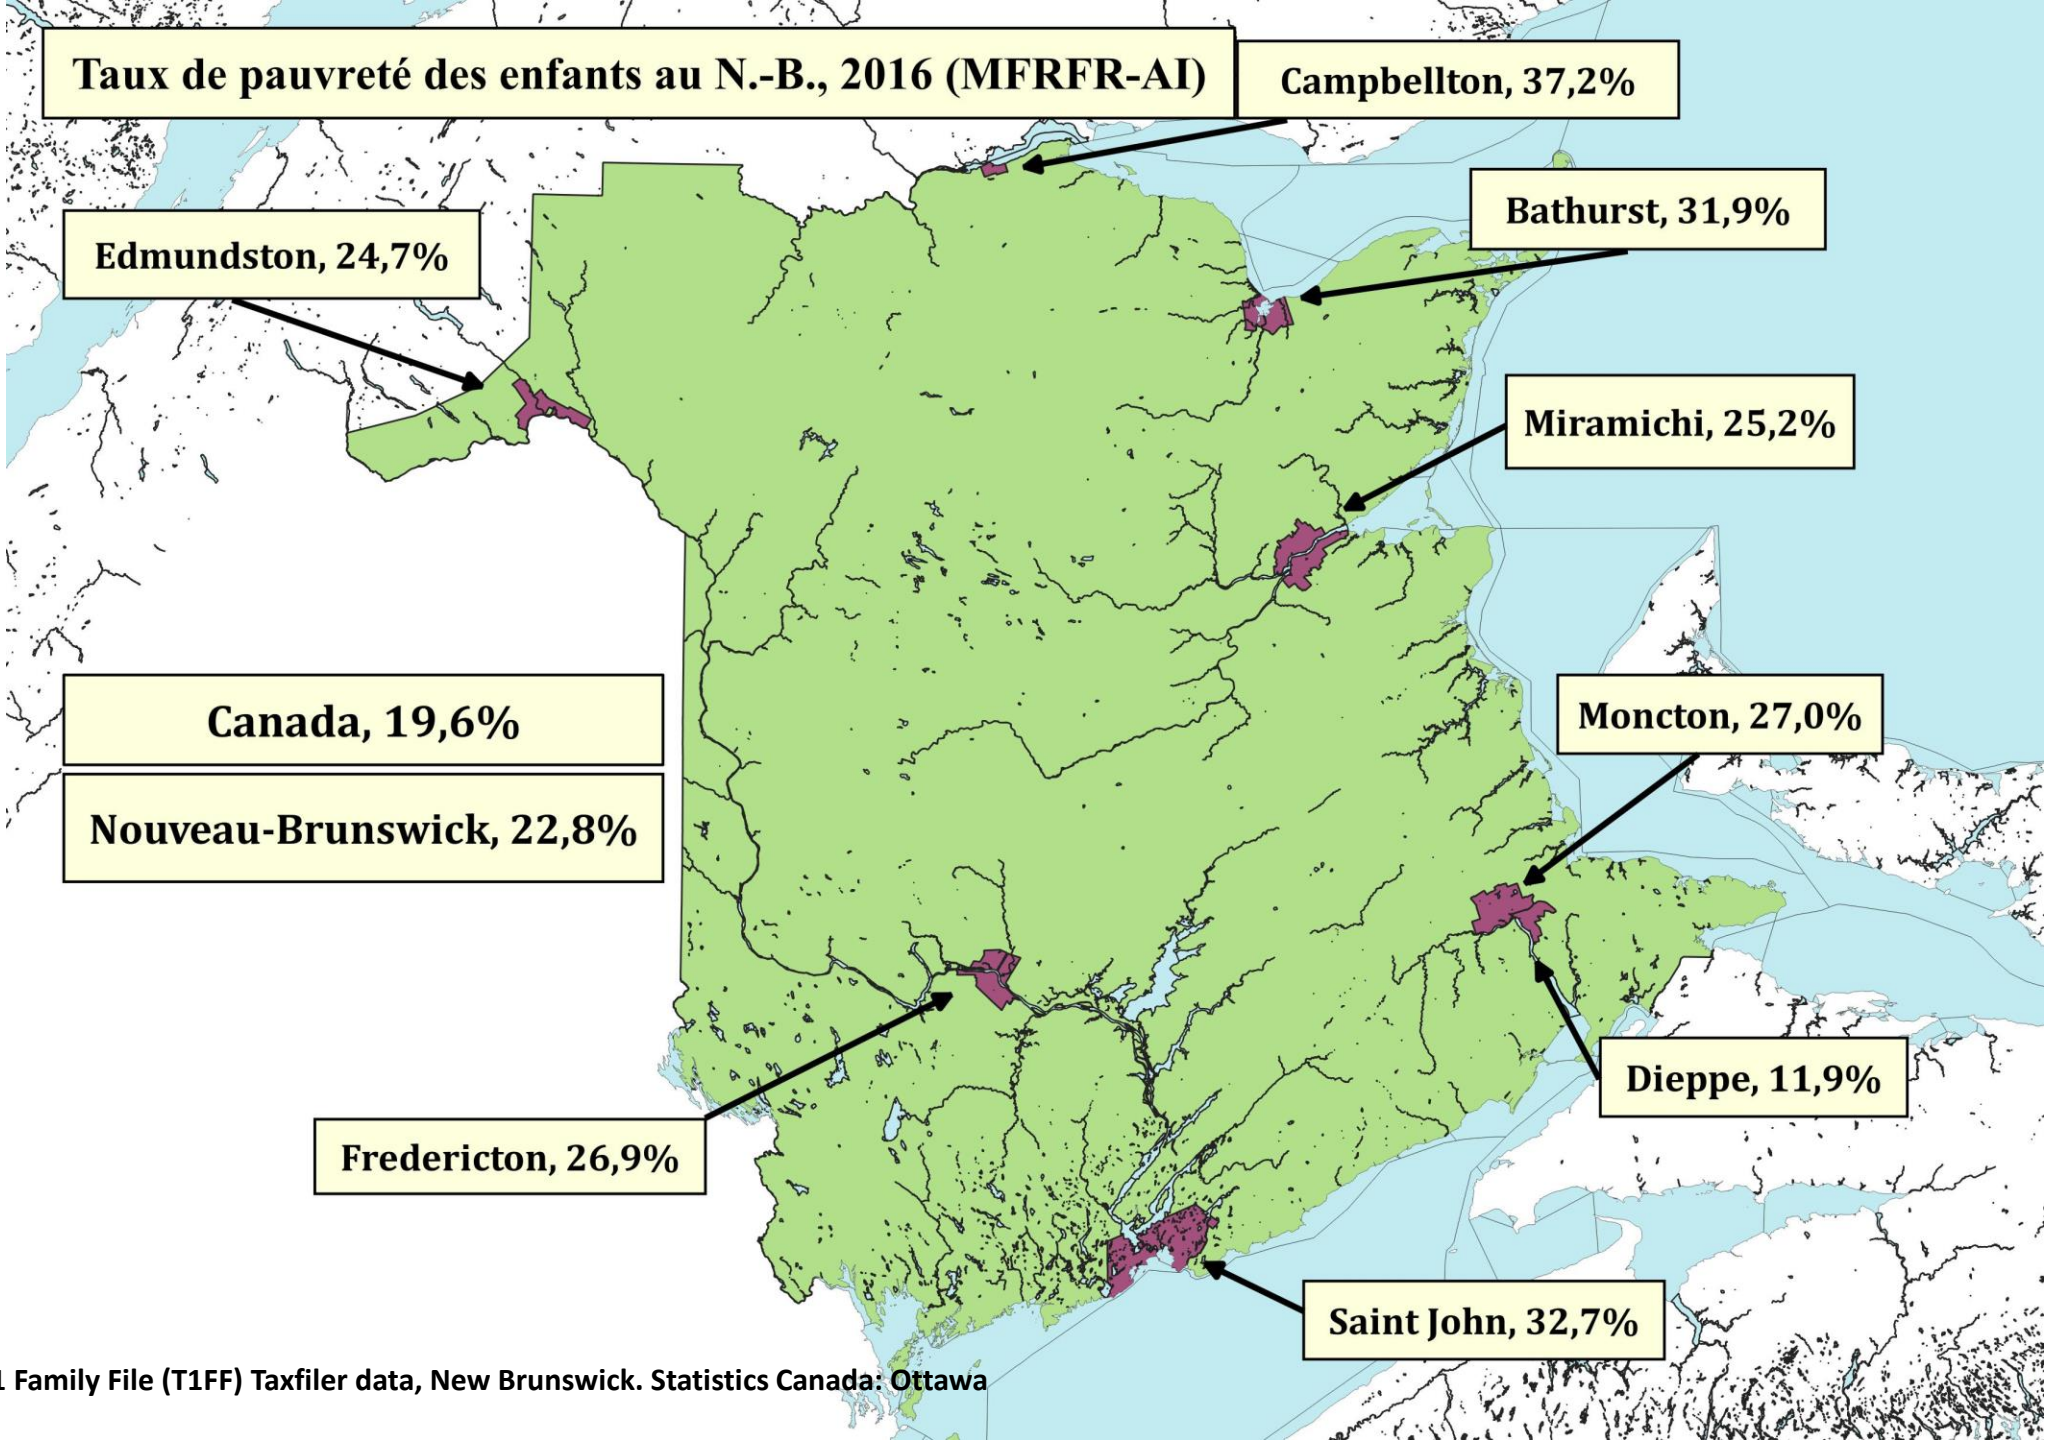 Taux de pauvreté des enfants au N.-B., 2016 (MFRFR-AI)
Campbellton, 37,2%
Bathurst, 31,9%
Edmundston, 24,7%
Miramichi, 25,2%
Canada, 19,6%
Moncton, 27,0%
Nouveau-Brunswick, 22,8%
Dieppe, 11,9%
Fredericton, 26,9%
Saint John, 32,7%
Family File (T1FF) Taxfiler data, New Brunswick. Statistics Canada: Ottawa